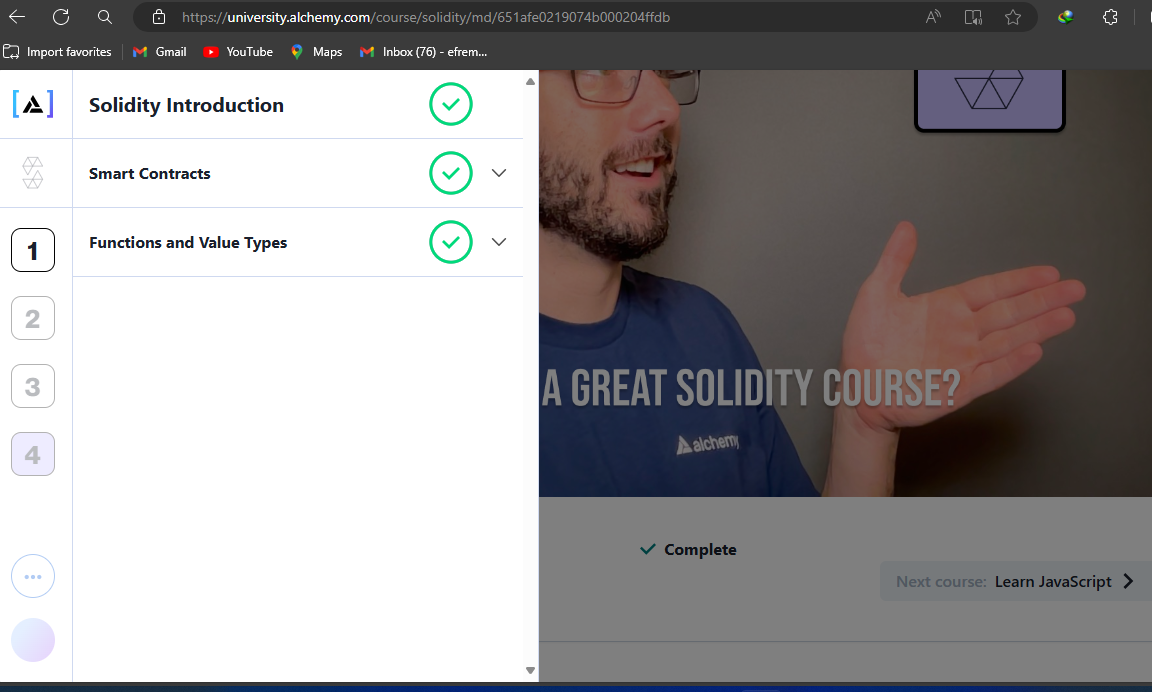 https://university.alchemy.com/course/solidity/md/651afe0219074b000204ffdb
Import favorites
Gmail
YouTube
Maps
Inbox (76) - efrem...
Solidity Introduction
Smart Contracts
Functions and Value Types
1
2
3
4
A GREAT SOLIDITY COURSE?
alchemy
Complete
Next course: Learn JavaScript